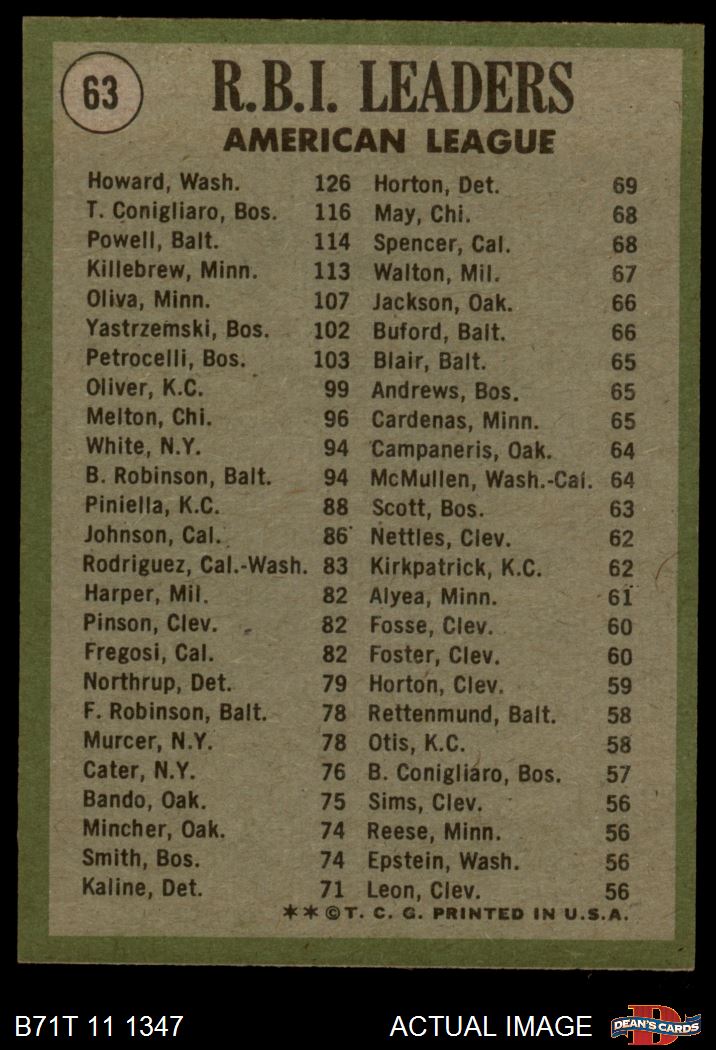 63
R.B.I. LEADERS
AMERICAN LEAGUE
Howard, Wash. 126
T. Conigliaro, Bos. 116
Powell, Balt. 114
Killebrew, Minn. 113
Oliva, Minn. 107
Yastrzemski, Bos. 102
Petrocelli, Bos. 103
Oliver, K.C. 99
Melton, Chi. 96
White, N.Y. 94
B. Robinson, Balt. 94
Piniella, K.C. 88
Johnson, Cal. 86
Rodriguez, Cal.-Wash. 83
Harper, Mil. 82
Pinson, Clev. 82
Fregosi, Cal. 82
Northrup, Det. 79
F. Robinson, Balt. 78
Murcer, N.Y. 78
Cater, N.Y. 76
Bando, Oak. 75
Mincher, Oak. 74
Smith, Bos. 74
Kaline, Det. 71
Horton, Det. 69
May, Chi. 68
Spencer, Cal. 68
Walton, Mil. 67
Jackson, Oak. 66
Buford, Balt. 66
Blair, Balt. 65
Andrews, Bos. 65
Cardenas, Minn. 65
Campaneris, Oak. 64
McMullen, Wash.-Cal. 64
Scott, Bos. 63
Nettles, Clev. 62
Kirkpatrick, K.C. 62
Alyea, Minn. 61
Fosse, Clev. 60
Foster, Clev. 60
Horton, Clev. 59
Rettenmund, Balt. 58
Otis, K.C. 58
B. Conigliaro, Bos. 57
Sims, Clev. 56
Reese, Minn. 56
Epstein, Wash. 56
Leon, Clev. 56
**©T. C. G. PRINTED IN U.S.A.
B71T 11 1347
ACTUAL IMAGE
D
DEAN'S CARDS